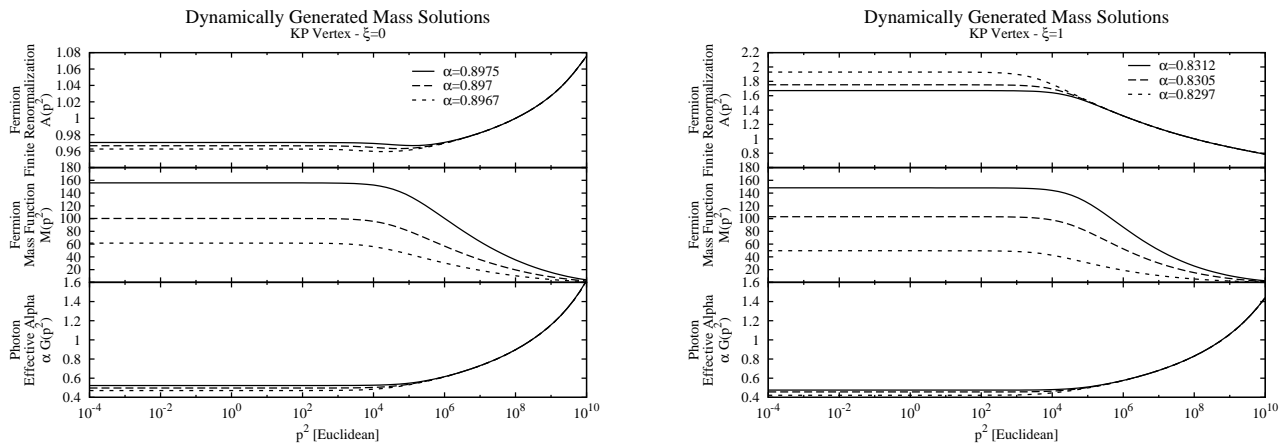 Dynamically Generated Mass Solutions
KP Vertex - ξ=0
Fermion
Finite Renormalization
A(p²)
1.08
1.06
1.04
1.02
1
0.98
0.96
α=0.8975
α=0.897
α=0.8967
Fermion
Mass Function
M(p²)
180
160
140
120
100
80
60
40
20
Photon
Effective Alpha
α G(p²)
1.6
1.4
1.2
1
0.8
0.6
0.4
10⁻⁴ 10⁻² 10⁰ 10² 10⁴ 10⁶ 10⁸ 10¹⁰
p² [Euclidean]
Dynamically Generated Mass Solutions
KP Vertex - ξ=1
Fermion
Finite Renormalization
A(p²)
2.2
2
1.8
1.6
1.4
1.2
1
0.8
α=0.8312
α=0.8305
α=0.8297
Fermion
Mass Function
M(p²)
180
160
140
120
100
80
60
40
20
Photon
Effective Alpha
α G(p²)
1.6
1.4
1.2
1
0.8
0.6
0.4
10⁻⁴ 10⁻² 10⁰ 10² 10⁴ 10⁶ 10⁸ 10¹⁰
p² [Euclidean]